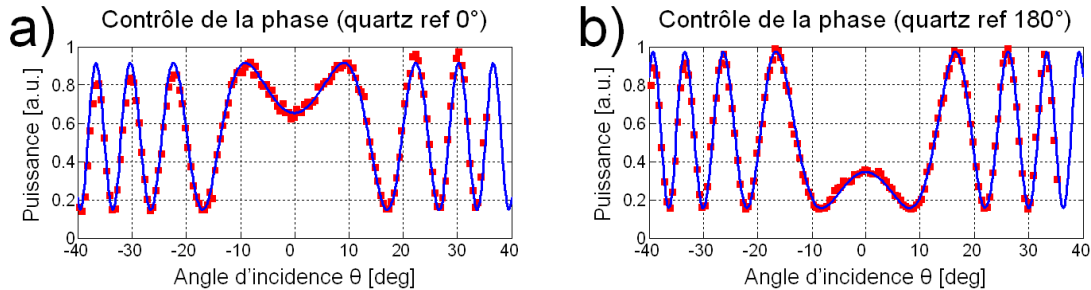 a)
Contrôle de la phase (quartz ref 0°)
Puissance [a.u.]
1
0.8
0.6
0.4
0.2
0
-40 -30 -20 -10 0 10 20 30 40
Angle d'incidence θ [deg]
b)
Contrôle de la phase (quartz ref 180°)
Puissance [a.u.]
1
0.8
0.6
0.4
0.2
0
-40 -30 -20 -10 0 10 20 30 40
Angle d'incidence θ [deg]